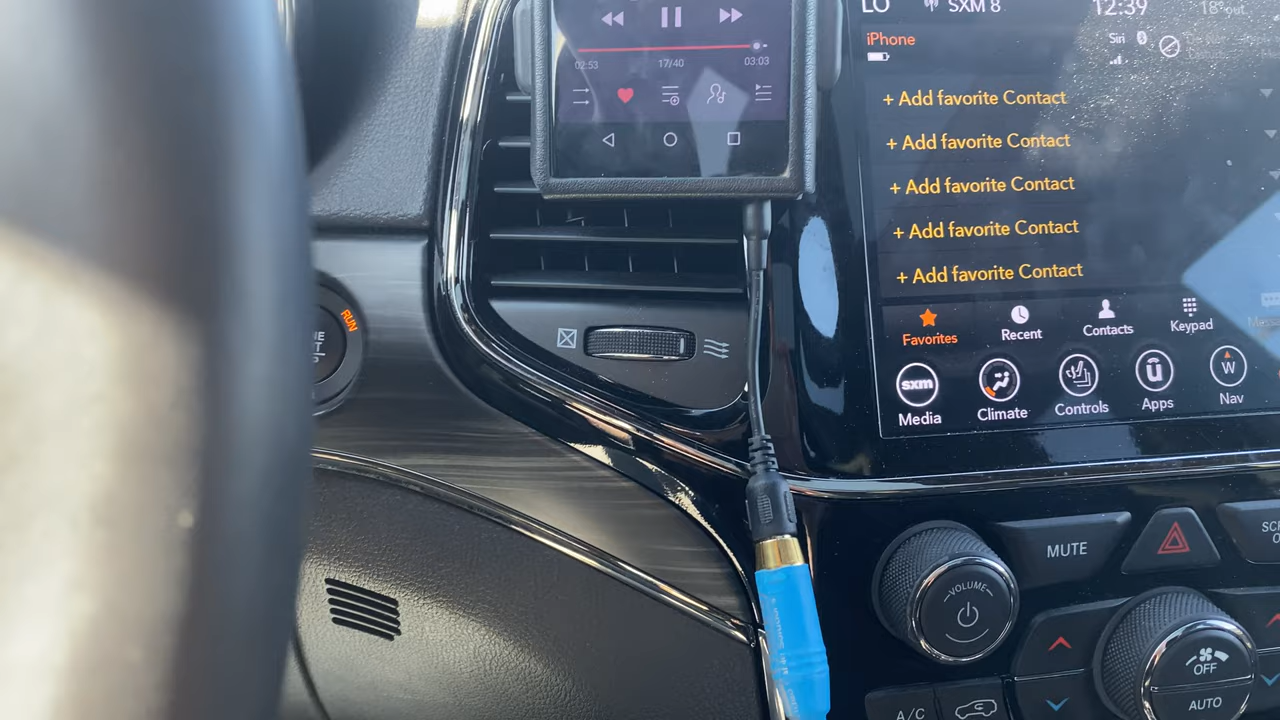 02:53
17/40
03:03
LO
SXM 8
12:39
18° out
iPhone
Siri
+ Add favorite Contact
+ Add favorite Contact
+ Add favorite Contact
+ Add favorite Contact
+ Add favorite Contact
Favorites
Recent
Contacts
Keypad
sxm
W
Media
Climate
Controls
Apps
Nav
RUN
MUTE
VOLUME
OFF
AUTO
A/C